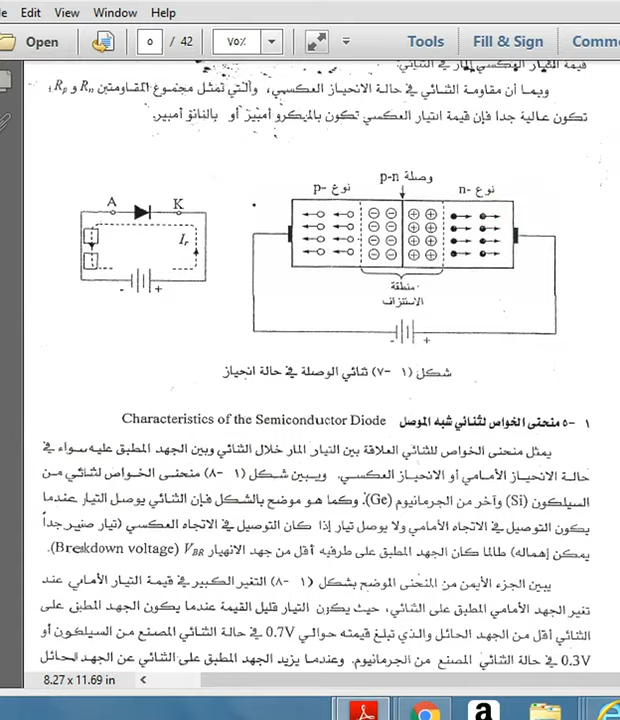 le Edit View Window Help
Open
o / 42
٧٥%
Tools Fill & Sign Comme
قيمة التيار العكسي المار في الثنائي.
وبما أن مقاومة الثنائي في حالة الانحياز العكسي، والتي تمثل مجموع المقاومتين Rn و Rp،
تكون عالية جدا فإن قيمة التيار العكسي تكون بالميكرو أمبير أو بالنانو أمبير.
A K
Ir
- +
وصلة p-n
نوع -p
نوع -n
منطقة
الاستنزاف
- +
شكل (١ -٧) ثنائي الوصلة في حالة انحياز
١ -٥ منحنى الخواص لثنائي شبه الموصل Characteristics of the Semiconductor Diode
يمثل منحنى الخواص للثنائي العلاقة بين التيار المار خلال الثنائي وبين الجهد المطبق عليه سواء في
حالة الانحياز الأمامي أو الانحياز العكسي. ويبين شكل (١ -٨) منحنى الخواص لثنائي من
السيلكون (Si) وآخر من الجرمانيوم (Ge). وكما هو موضح بالشكل فإن الثنائي يوصل التيار عندما
يكون التوصيل في الاتجاه الأمامي ولا يوصل تيار إذا كان التوصيل في الاتجاه العكسي (تيار صغير جداً
يمكن إهماله) طالما كان الجهد المطبق على طرفيه أقل من جهد الانهيار VBR (Breakdown voltage).
يبين الجزء الأيمن من المنحنى الموضح بشكل (١ -٨) التغير الكبير في قيمة التيار الأمامي عند
تغير الجهد الأمامي المطبق على الثنائي، حيث يكون التيار قليل القيمة عندما يكون الجهد المطبق على
الثنائي أقل من الجهد الحائل والذي تبلغ قيمته حوالي 0.7V في حالة الثنائي المصنع من السيلكون أو
0.3V في حالة الثنائي المصنع من الجرمانيوم. وعندما يزيد الجهد المطبق على الثنائي عن الجهد الحائل
8.27 x 11.69 in